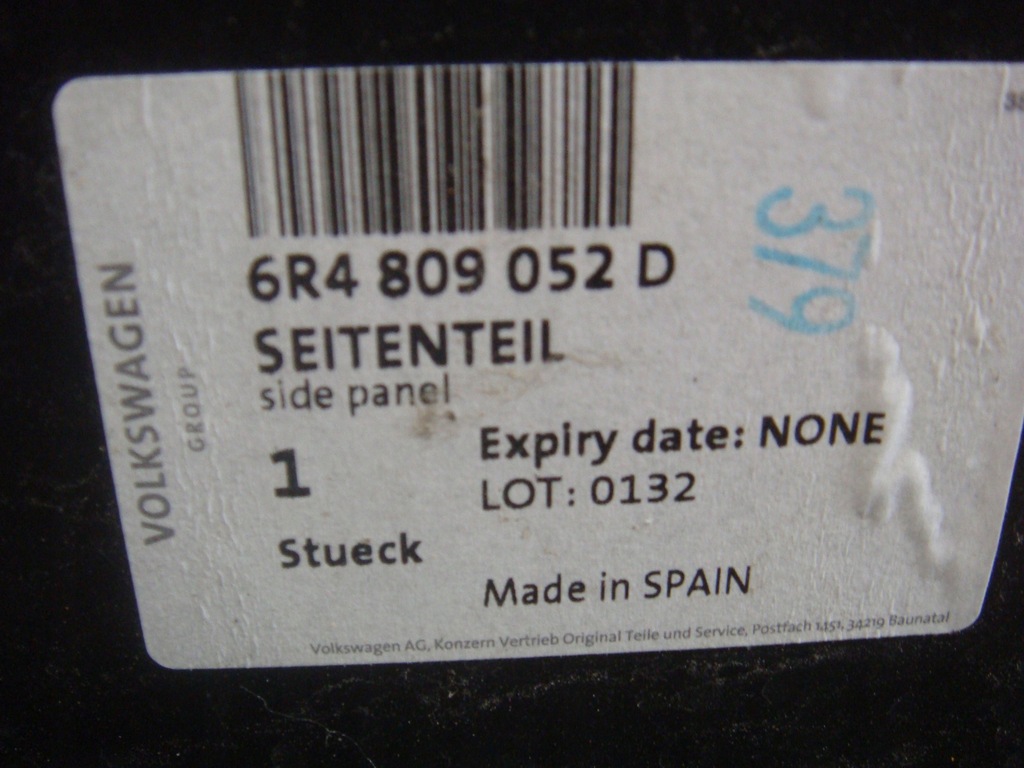 6R4 809 052 D
SEITENTEIL
side panel
1
Stueck
Expiry date: NONE
LOT: 0132
Made in SPAIN
Volkswagen AG, Konzern Vertrieb Original Teile und Service, Postfach 1451, 34219 Baunatal
VOLKSWAGEN
GROUP
379